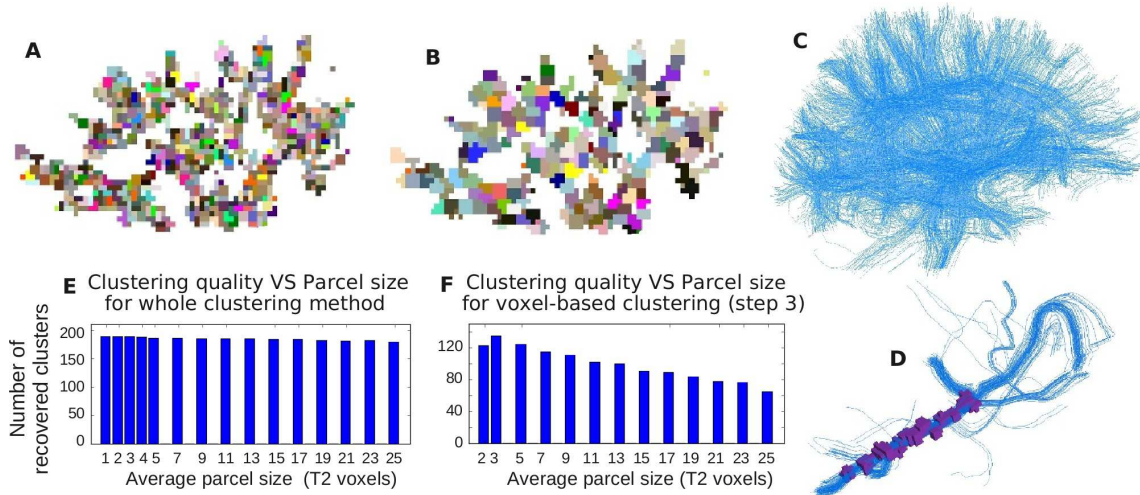 A
B
C
E Clustering quality VS Parcel size
for whole clustering method
Number of
recovered clusters
200
150
100
50
0
1 2 3 4 5 7 9 11 13 15 17 19 21 23 25
Average parcel size (T2 voxels)
F Clustering quality VS Parcel size
for voxel-based clustering (step 3)
120
80
40
0
2 3 5 7 9 11 13 15 17 19 21 23 25
Average parcel size (T2 voxels)
D